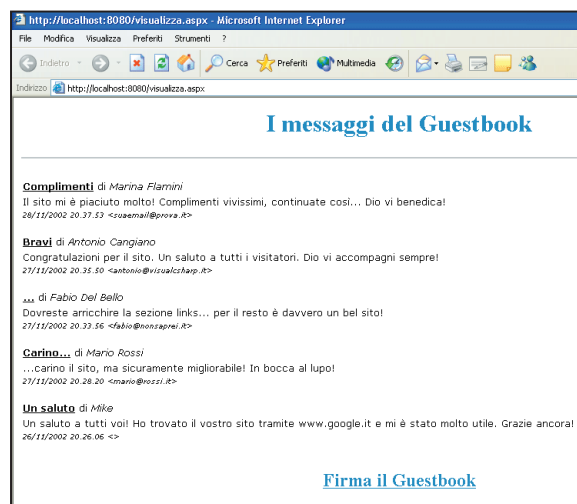 http://localhost:8080/visualizza.aspx - Microsoft Internet Explorer
File Modifica Visualizza Preferiti Strumenti ?
Indietro Cerca Preferiti Multimedia
Indirizzo http://localhost:8080/visualizza.aspx
I messaggi del Guestbook
Complimenti di Marina Flamini
Il sito mi è piaciuto molto! Complimenti vivissimi, continuate così... Dio vi benedica!
28/11/2002 20.37.53 <suaemail@prova.it>
Bravi di Antonio Cangiano
Congratulazioni per il sito. Un saluto a tutti i visitatori. Dio vi accompagni sempre!
27/11/2002 20.35.50 <antonio@visualcsharp.it>
... di Fabio Del Bello
Dovreste arricchire la sezione links... per il resto è davvero un bel sito!
27/11/2002 20.33.56 <fabio@nonsaprei.it>
Carino... di Mario Rossi
...carino il sito, ma sicuramente migliorabile! In bocca al lupo!
27/11/2002 20.28.20 <mario@rossi.it>
Un saluto di Mike
Un saluto a tutti voi! Ho trovato il vostro sito tramite www.google.it e mi è stato molto utile. Grazie ancora!
26/11/2002 20.26.06 <>
Firma il Guestbook